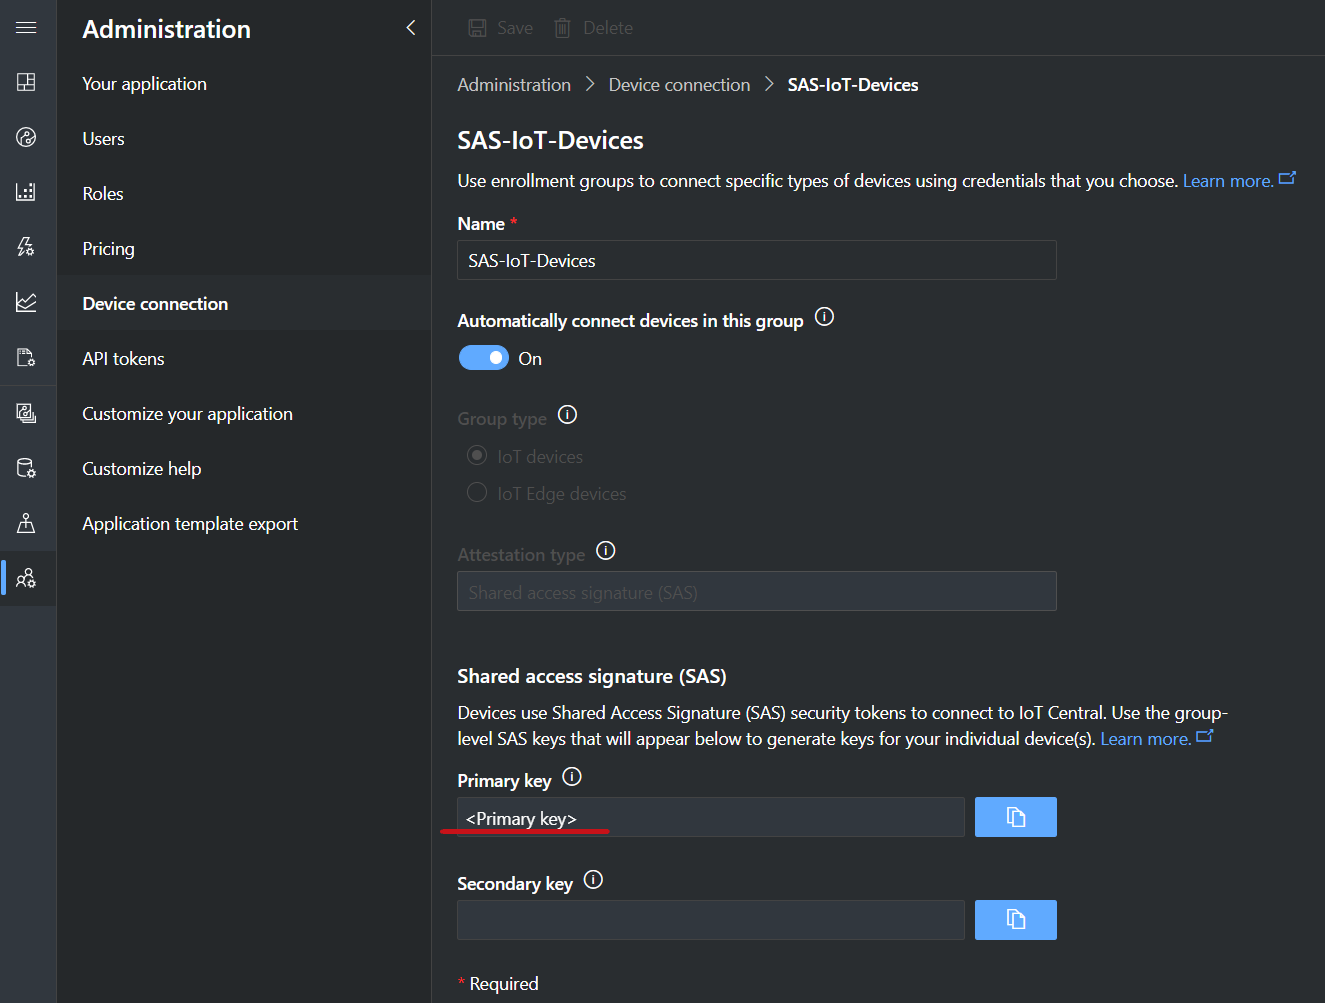 Administration
Your application
Users
Roles
Pricing
Device connection
API tokens
Customize your application
Customize help
Application template export
Save Delete
Administration Device connection SAS-IoT-Devices
SAS-IoT-Devices
Use enrollment groups to connect specific types of devices using credentials that you choose. Learn more.
Name *
SAS-IoT-Devices
Automatically connect devices in this group
On
Group type
IoT devices
IoT Edge devices
Attestation type
Shared access signature (SAS)
Shared access signature (SAS)
Devices use Shared Access Signature (SAS) security tokens to connect to IoT Central. Use the group-
level SAS keys that will appear below to generate keys for your individual device(s). Learn more.
Primary key
<Primary key>
Secondary key
* Required